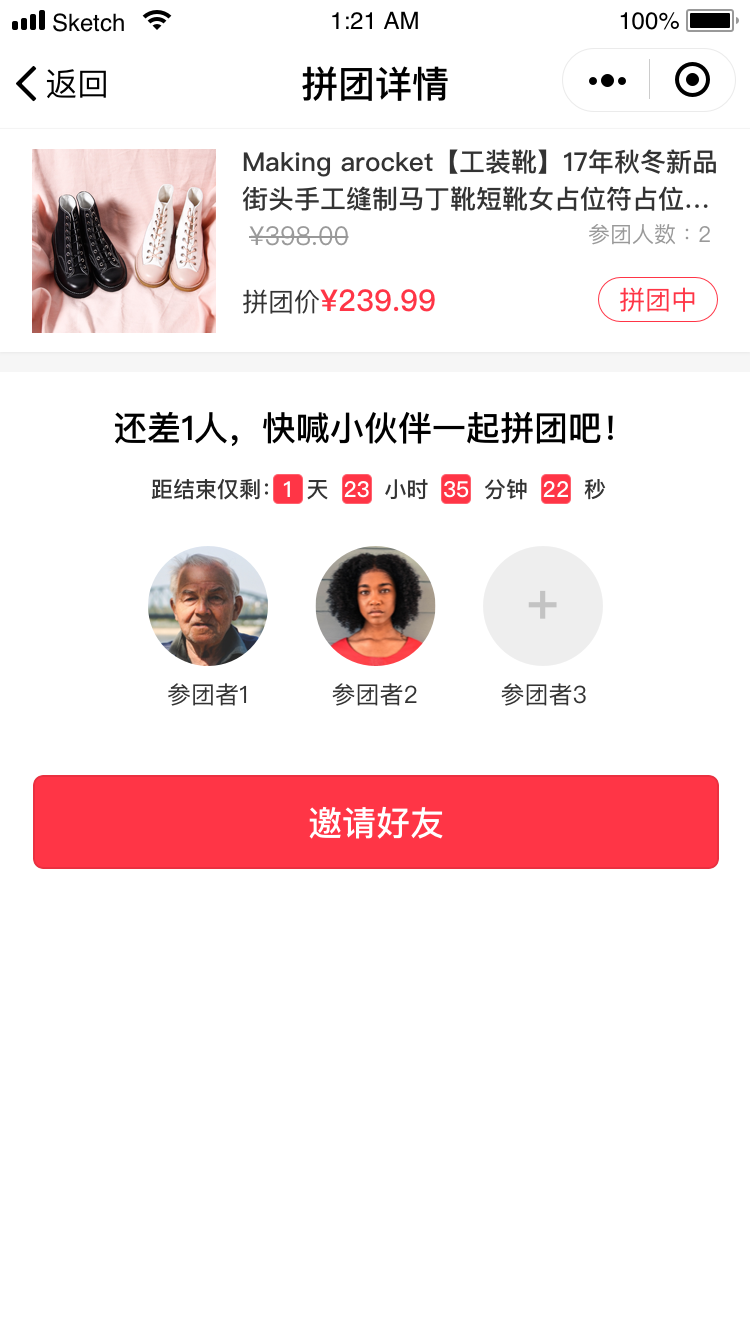 Sketch 1:21 AM 100%
返回 拼团详情
Making arocket【工装靴】17年秋冬新品
街头手工缝制马丁靴短靴女占位符占位...
¥398.00 参团人数：2
拼团价¥239.99 拼团中
还差1人，快喊小伙伴一起拼团吧！
距结束仅剩：1 天 23 小时 35 分钟 22 秒
参团者1 参团者2 参团者3
邀请好友